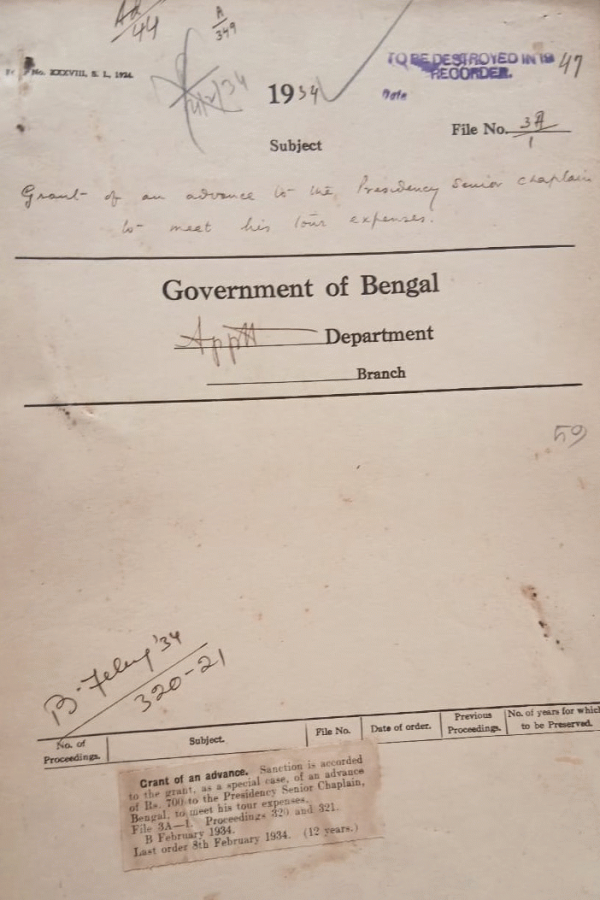 Ad/44
A/349
No. XXXVIII, S. I., 1934.
TO BE DESTROYED IN 19 47
RECORDER.
Date
1934
File No. 3A/1
Subject
Grant of an advance to the Presidency Senior Chaplain
to meet his tour expenses.
Government of Bengal
Apptt Department
Branch
59
B. Feby '34
320-21
No. of Proceedings. Subject. File No. Date of order. Previous Proceedings. No. of years for which to be Preserved.
Grant of an advance. Sanction is accorded
to the grant, as a special case, of an advance
of Rs. 700 to the Presidency Senior Chaplain,
Bengal, to meet his tour expenses.
File 3A—1. Proceedings 320 and 321.
B February 1934.
Last order 8th February 1934. (12 years.)